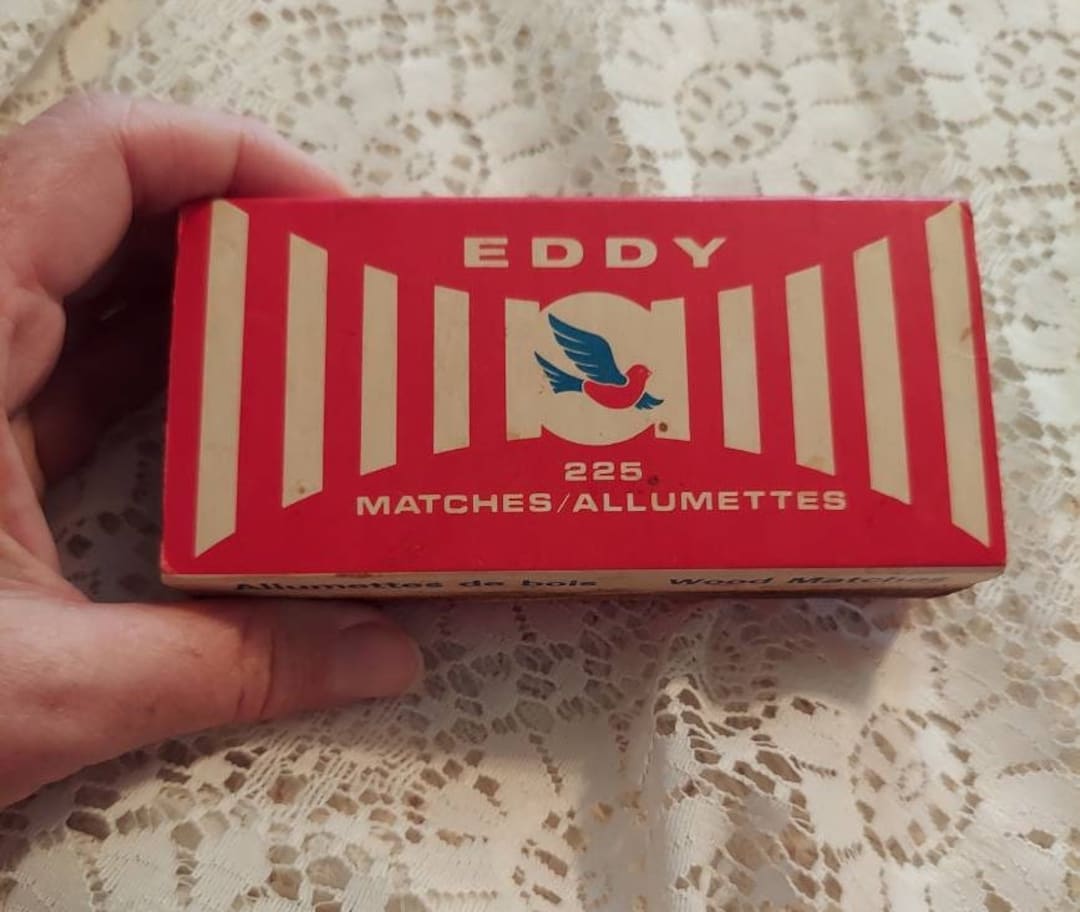 EDDY
225
MATCHES/ALLUMETTES
Allumettes de bois Wood Matches